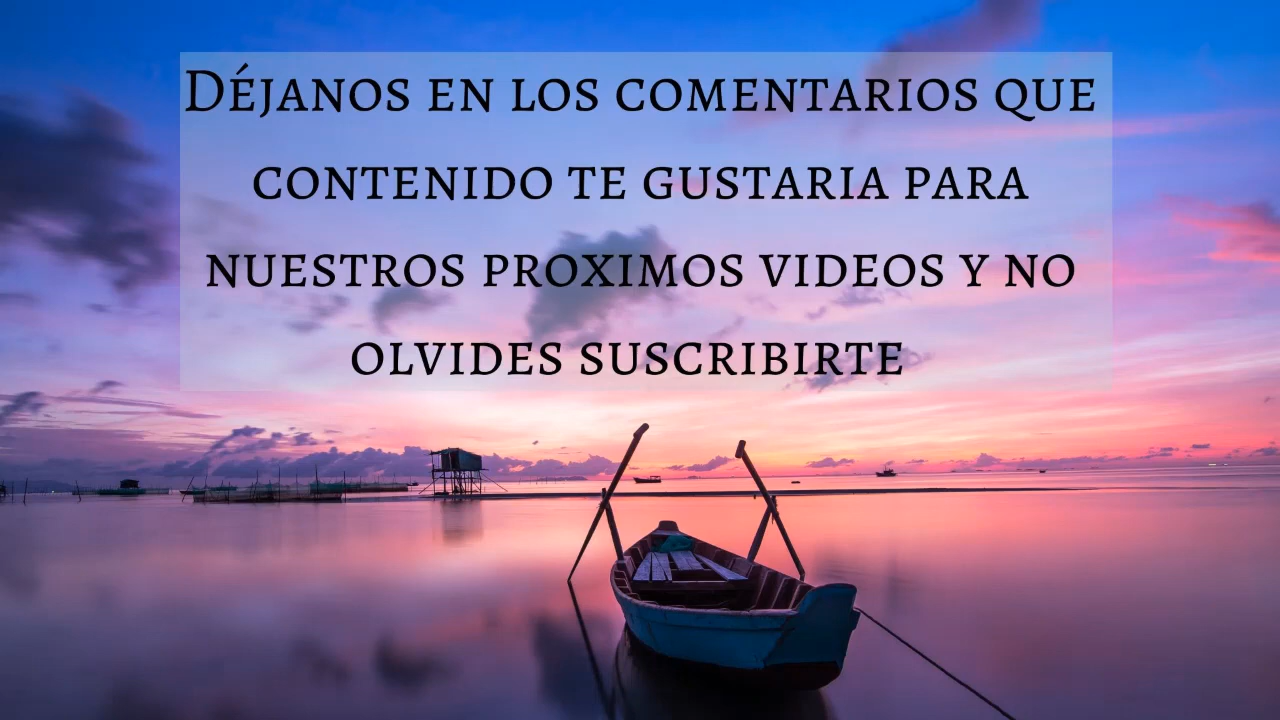 Déjanos en los comentarios que
contenido te gustaria para
nuestros proximos videos y no
olvides suscribirte